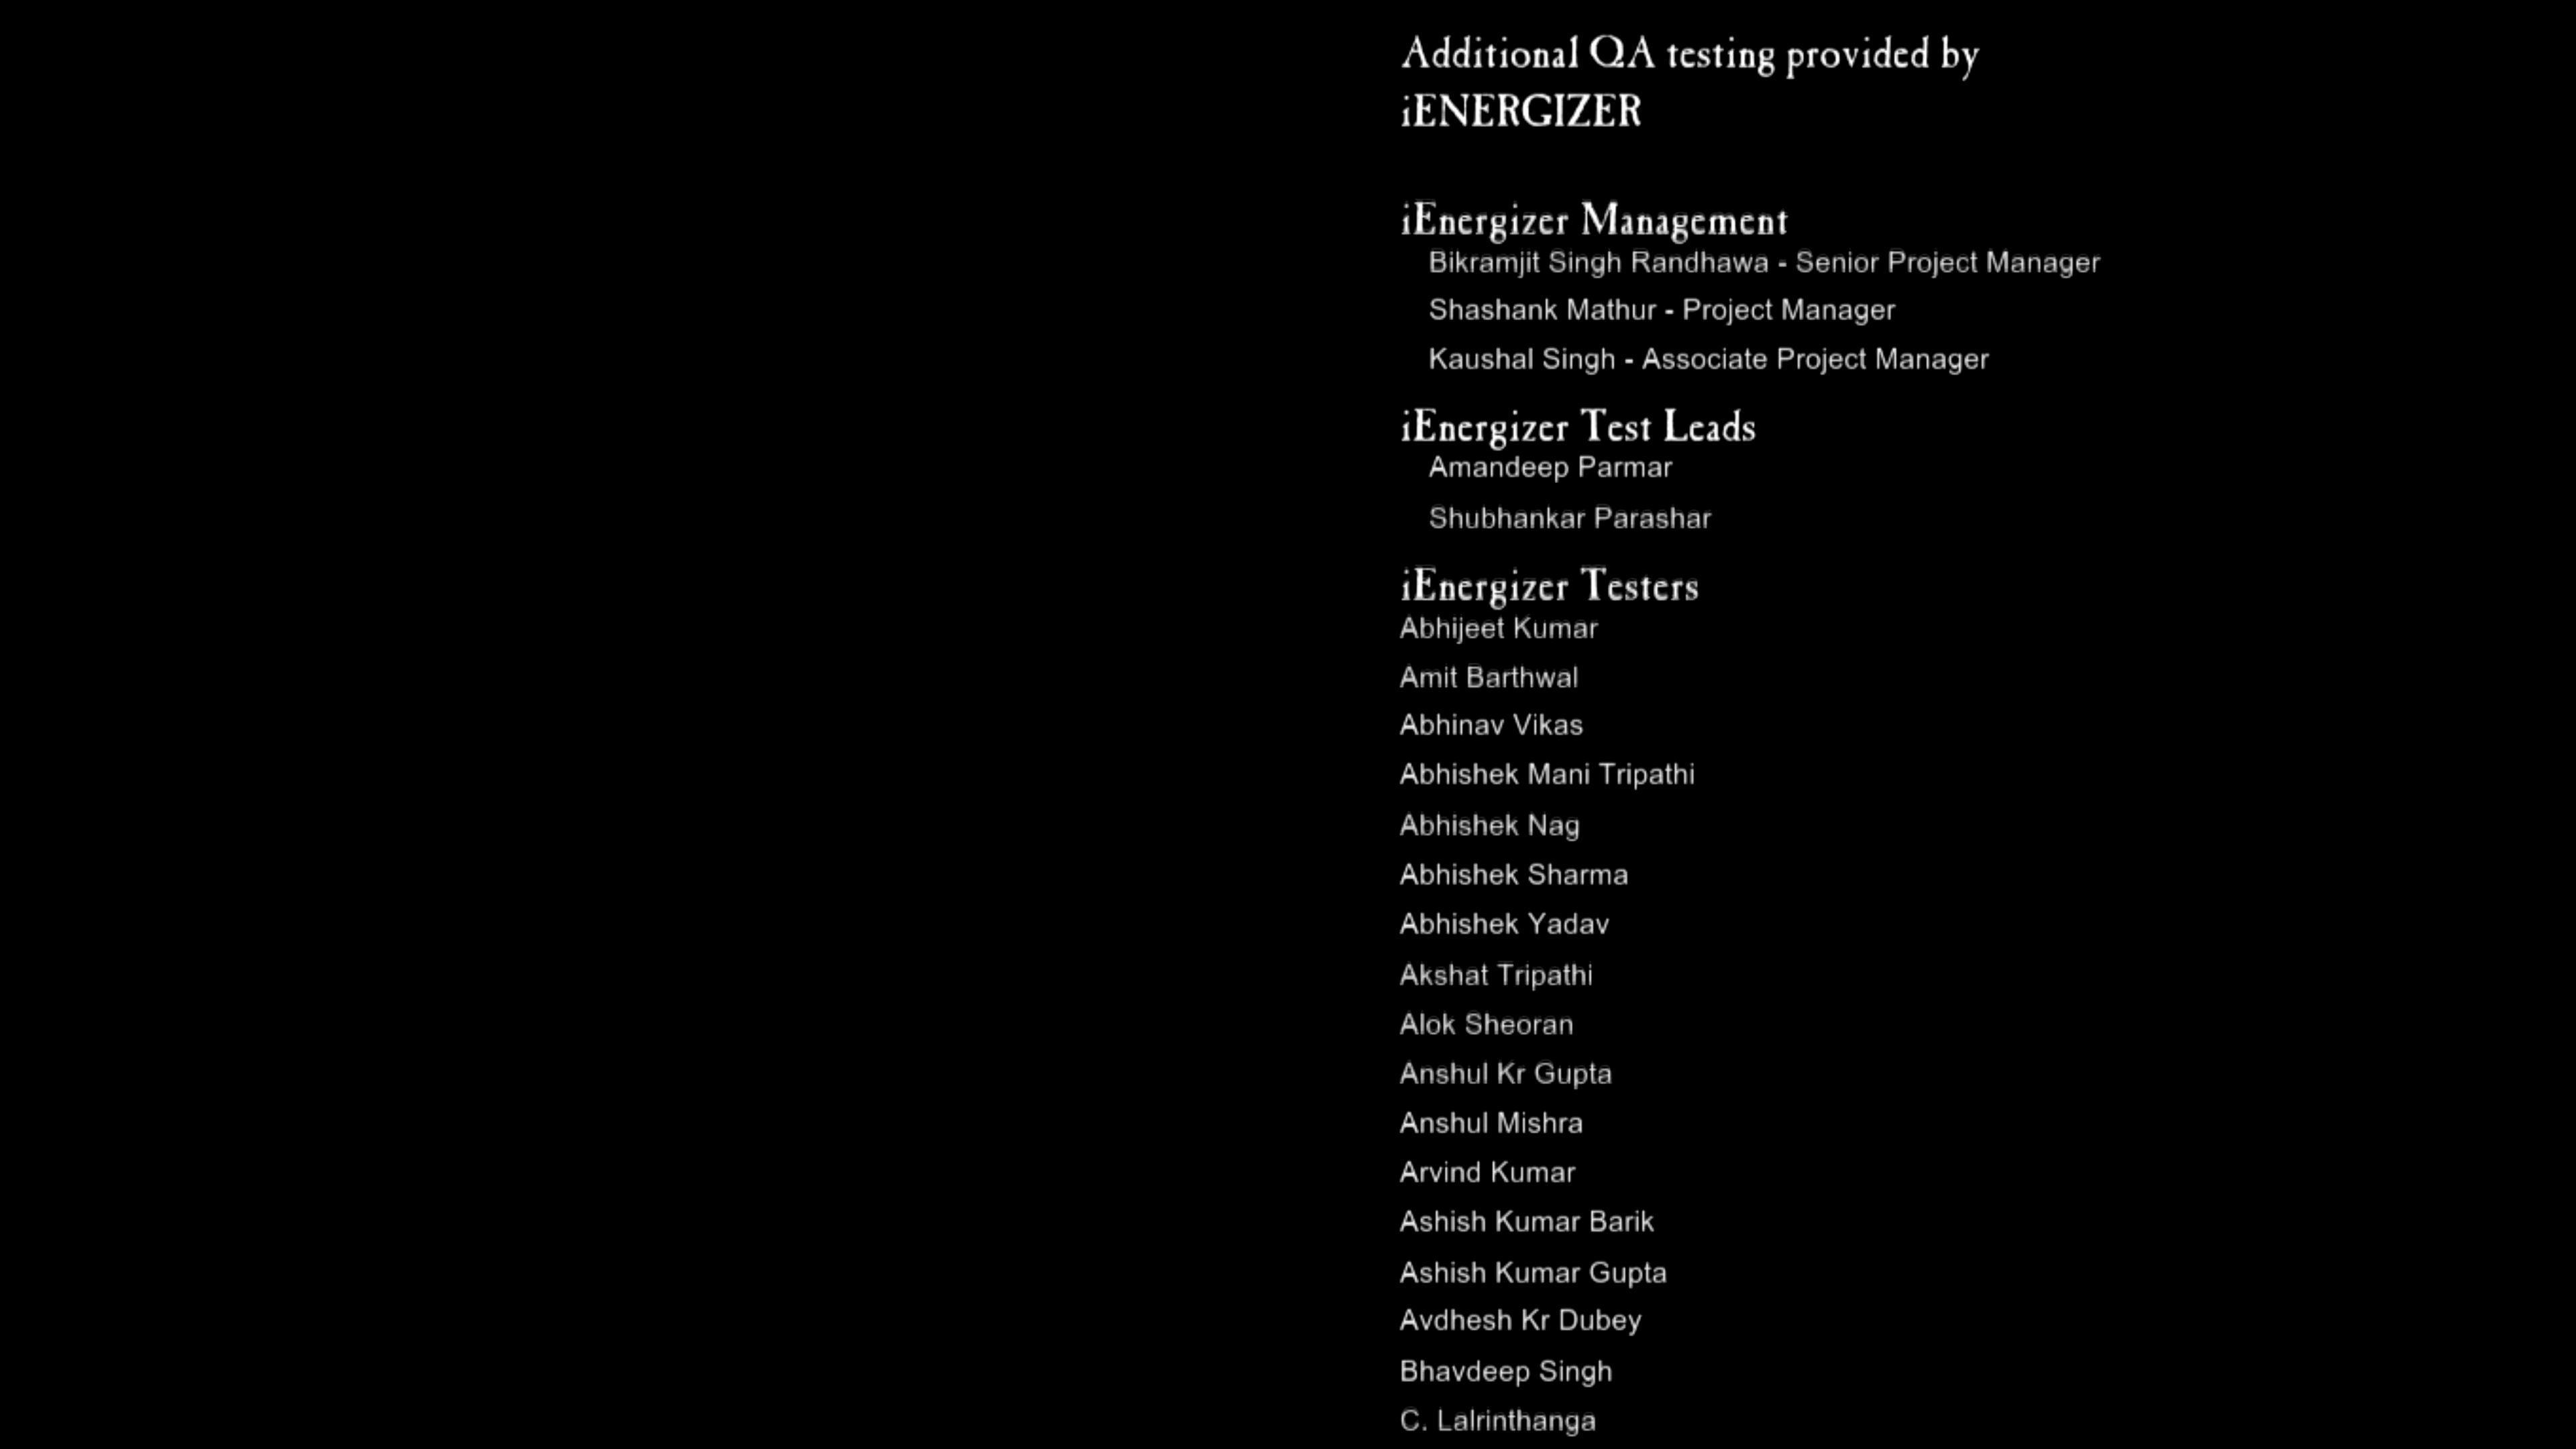 Additional QA testing provided by
iENERGIZER
iEnergizer Management
Bikramjit Singh Randhawa - Senior Project Manager
Shashank Mathur - Project Manager
Kaushal Singh - Associate Project Manager
iEnergizer Test Leads
Amandeep Parmar
Shubhankar Parashar
iEnergizer Testers
Abhijeet Kumar
Amit Barthwal
Abhinav Vikas
Abhishek Mani Tripathi
Abhishek Nag
Abhishek Sharma
Abhishek Yadav
Akshat Tripathi
Alok Sheoran
Anshul Kr Gupta
Anshul Mishra
Arvind Kumar
Ashish Kumar Barik
Ashish Kumar Gupta
Avdhesh Kr Dubey
Bhavdeep Singh
C. Lalrinthanga